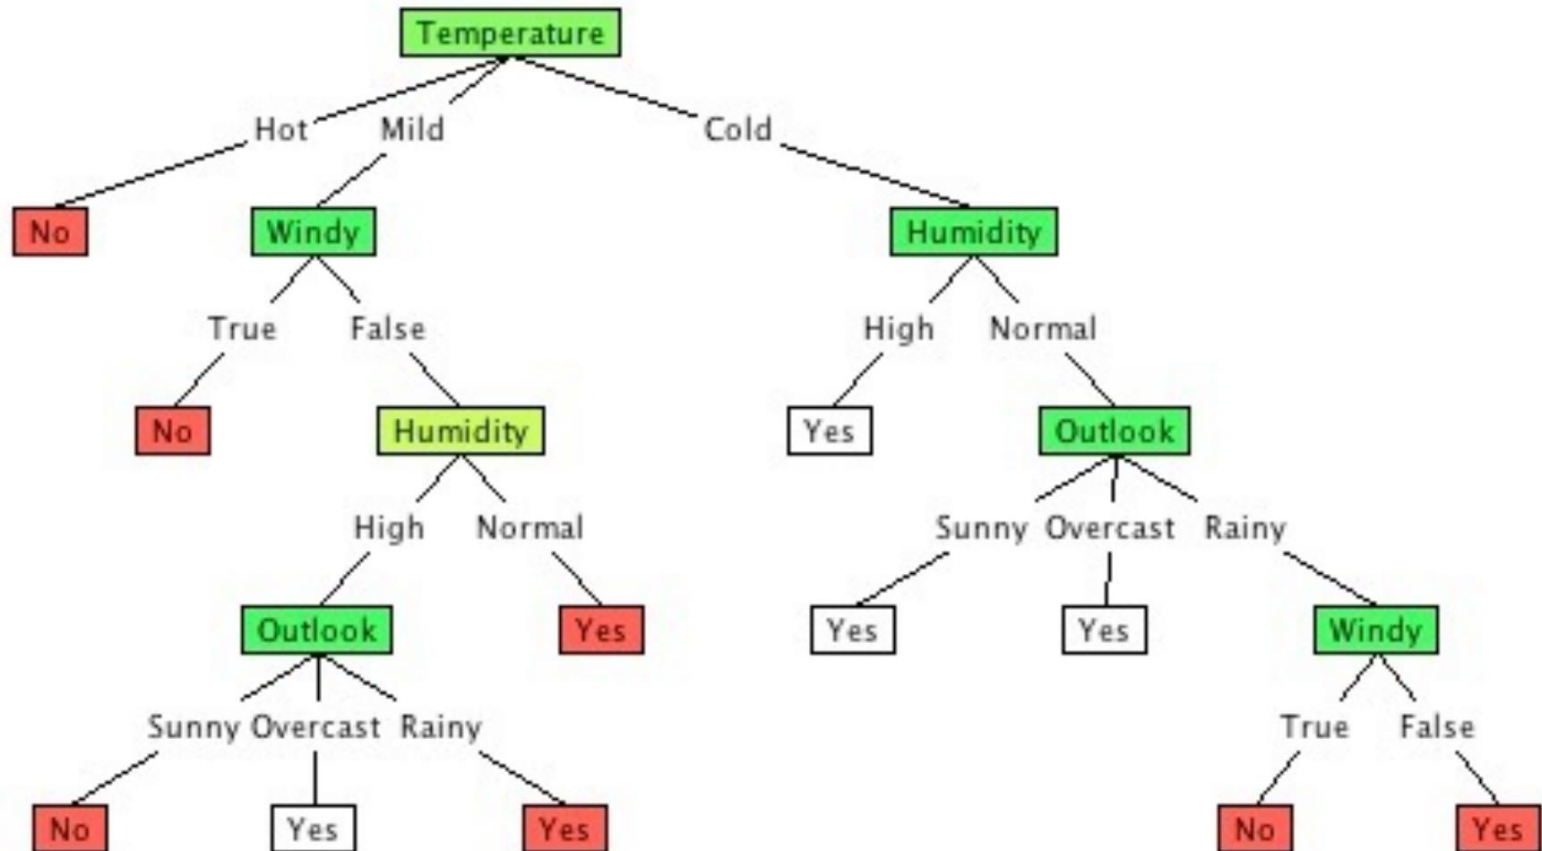 Temperature
Hot Mild Cold
No Windy Humidity
True False High Normal
No Humidity Yes Outlook
High Normal Sunny Overcast Rainy
Outlook Yes Yes Yes Windy
Sunny Overcast Rainy True False
No Yes Yes No Yes